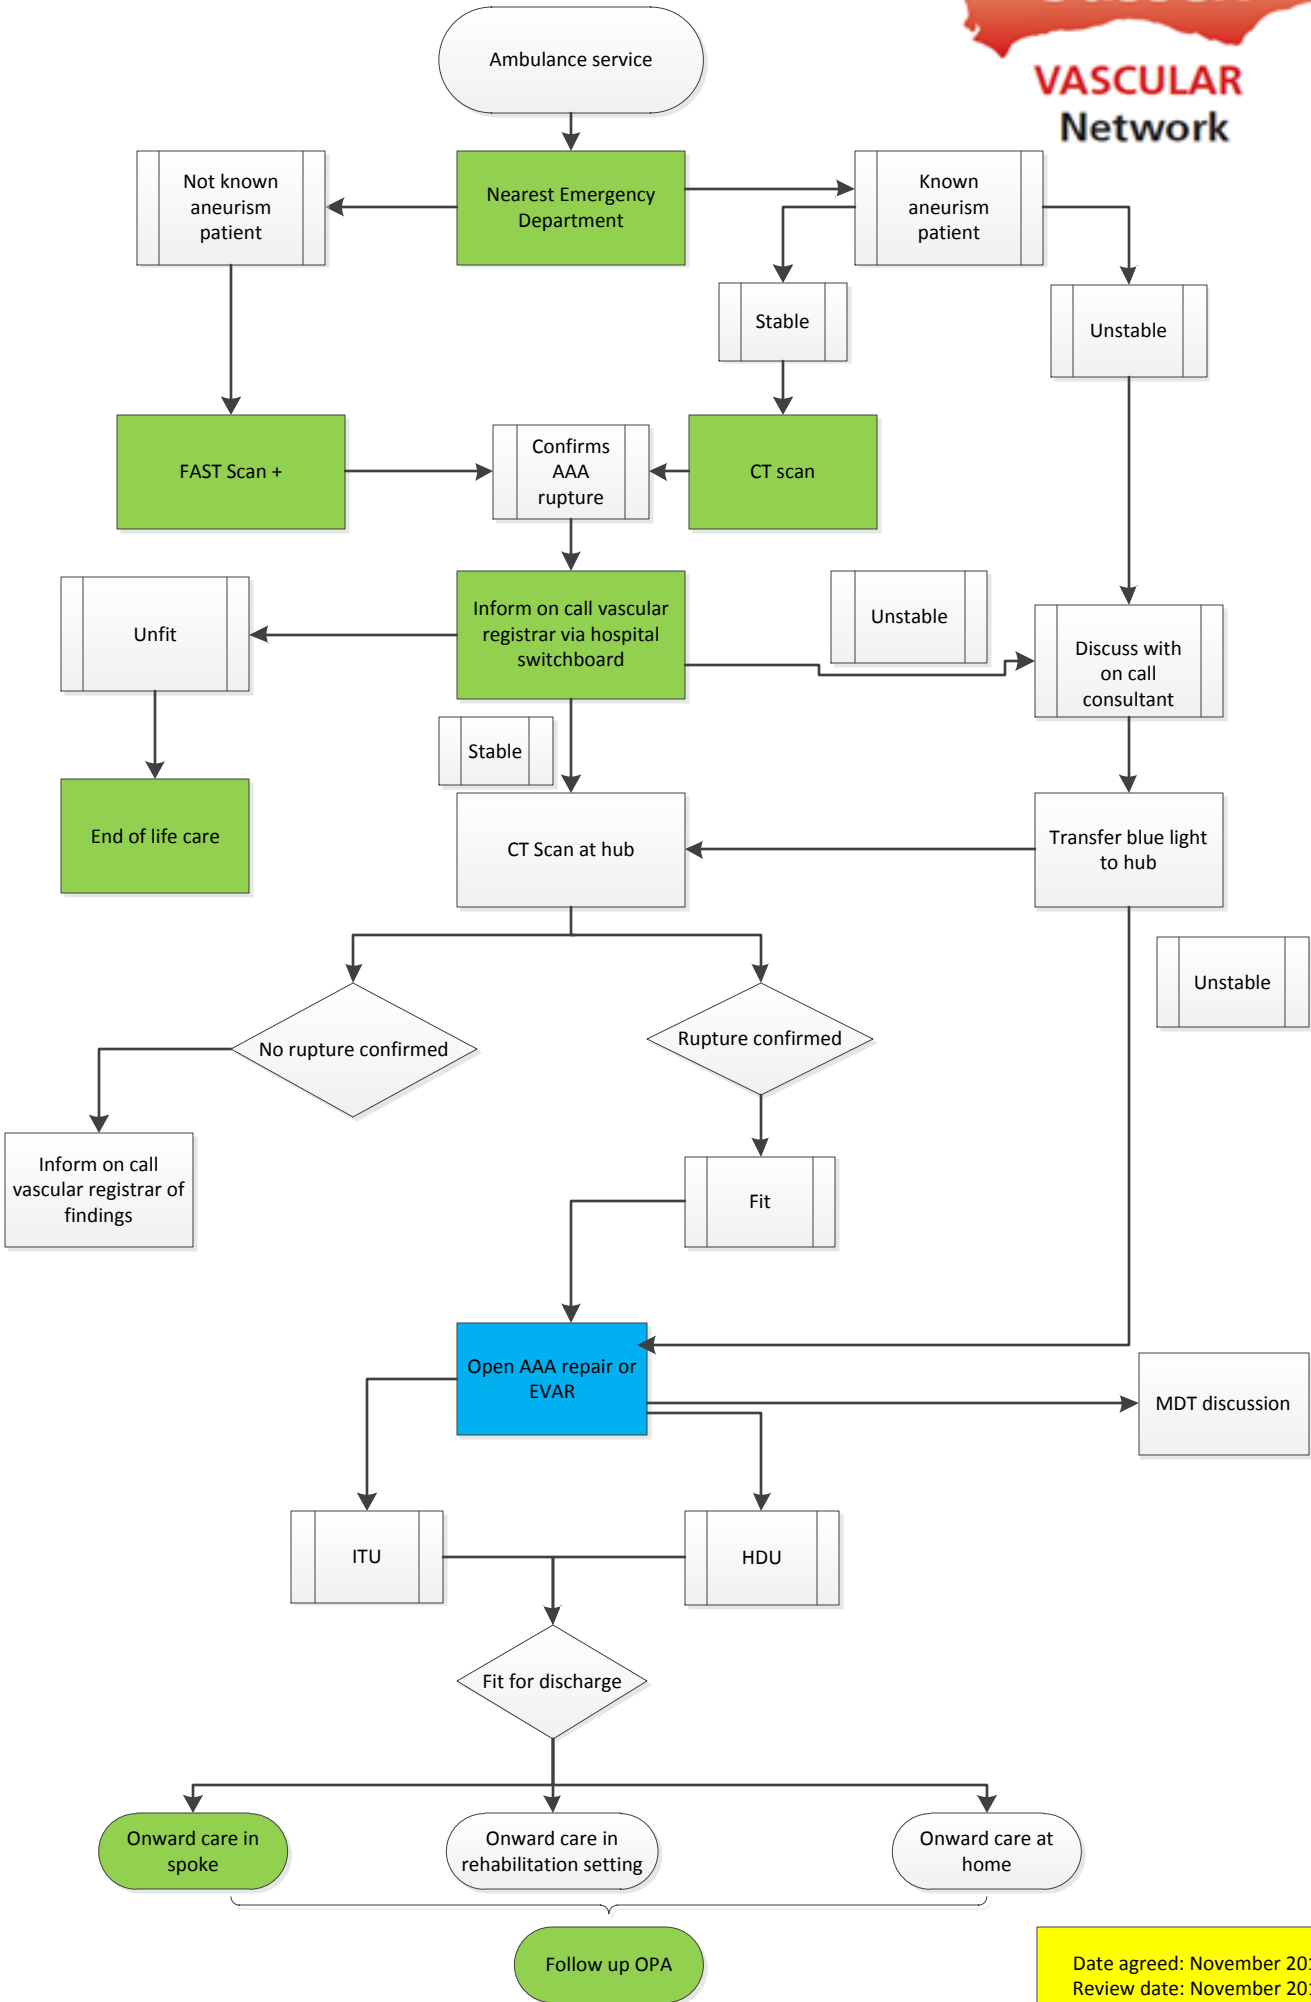 Ambulance service
VASCULAR
Network
Not known
aneurism
patient
Nearest Emergency
Department
Known
aneurism
patient
Stable
Unstable
FAST Scan +
Confirms
AAA
rupture
CT scan
Unfit
Inform on call vascular
registrar via hospital
switchboard
Unstable
Discuss with
on call
consultant
Stable
End of life care
CT Scan at hub
Transfer blue light
to hub
Unstable
No rupture confirmed
Rupture confirmed
Inform on call
vascular registrar of
findings
Fit
Open AAA repair or
EVAR
MDT discussion
ITU
HDU
Fit for discharge
Onward care in
spoke
Onward care in
rehabilitation setting
Onward care at
home
Follow up OPA
Date agreed: November 201
Review date: November 201